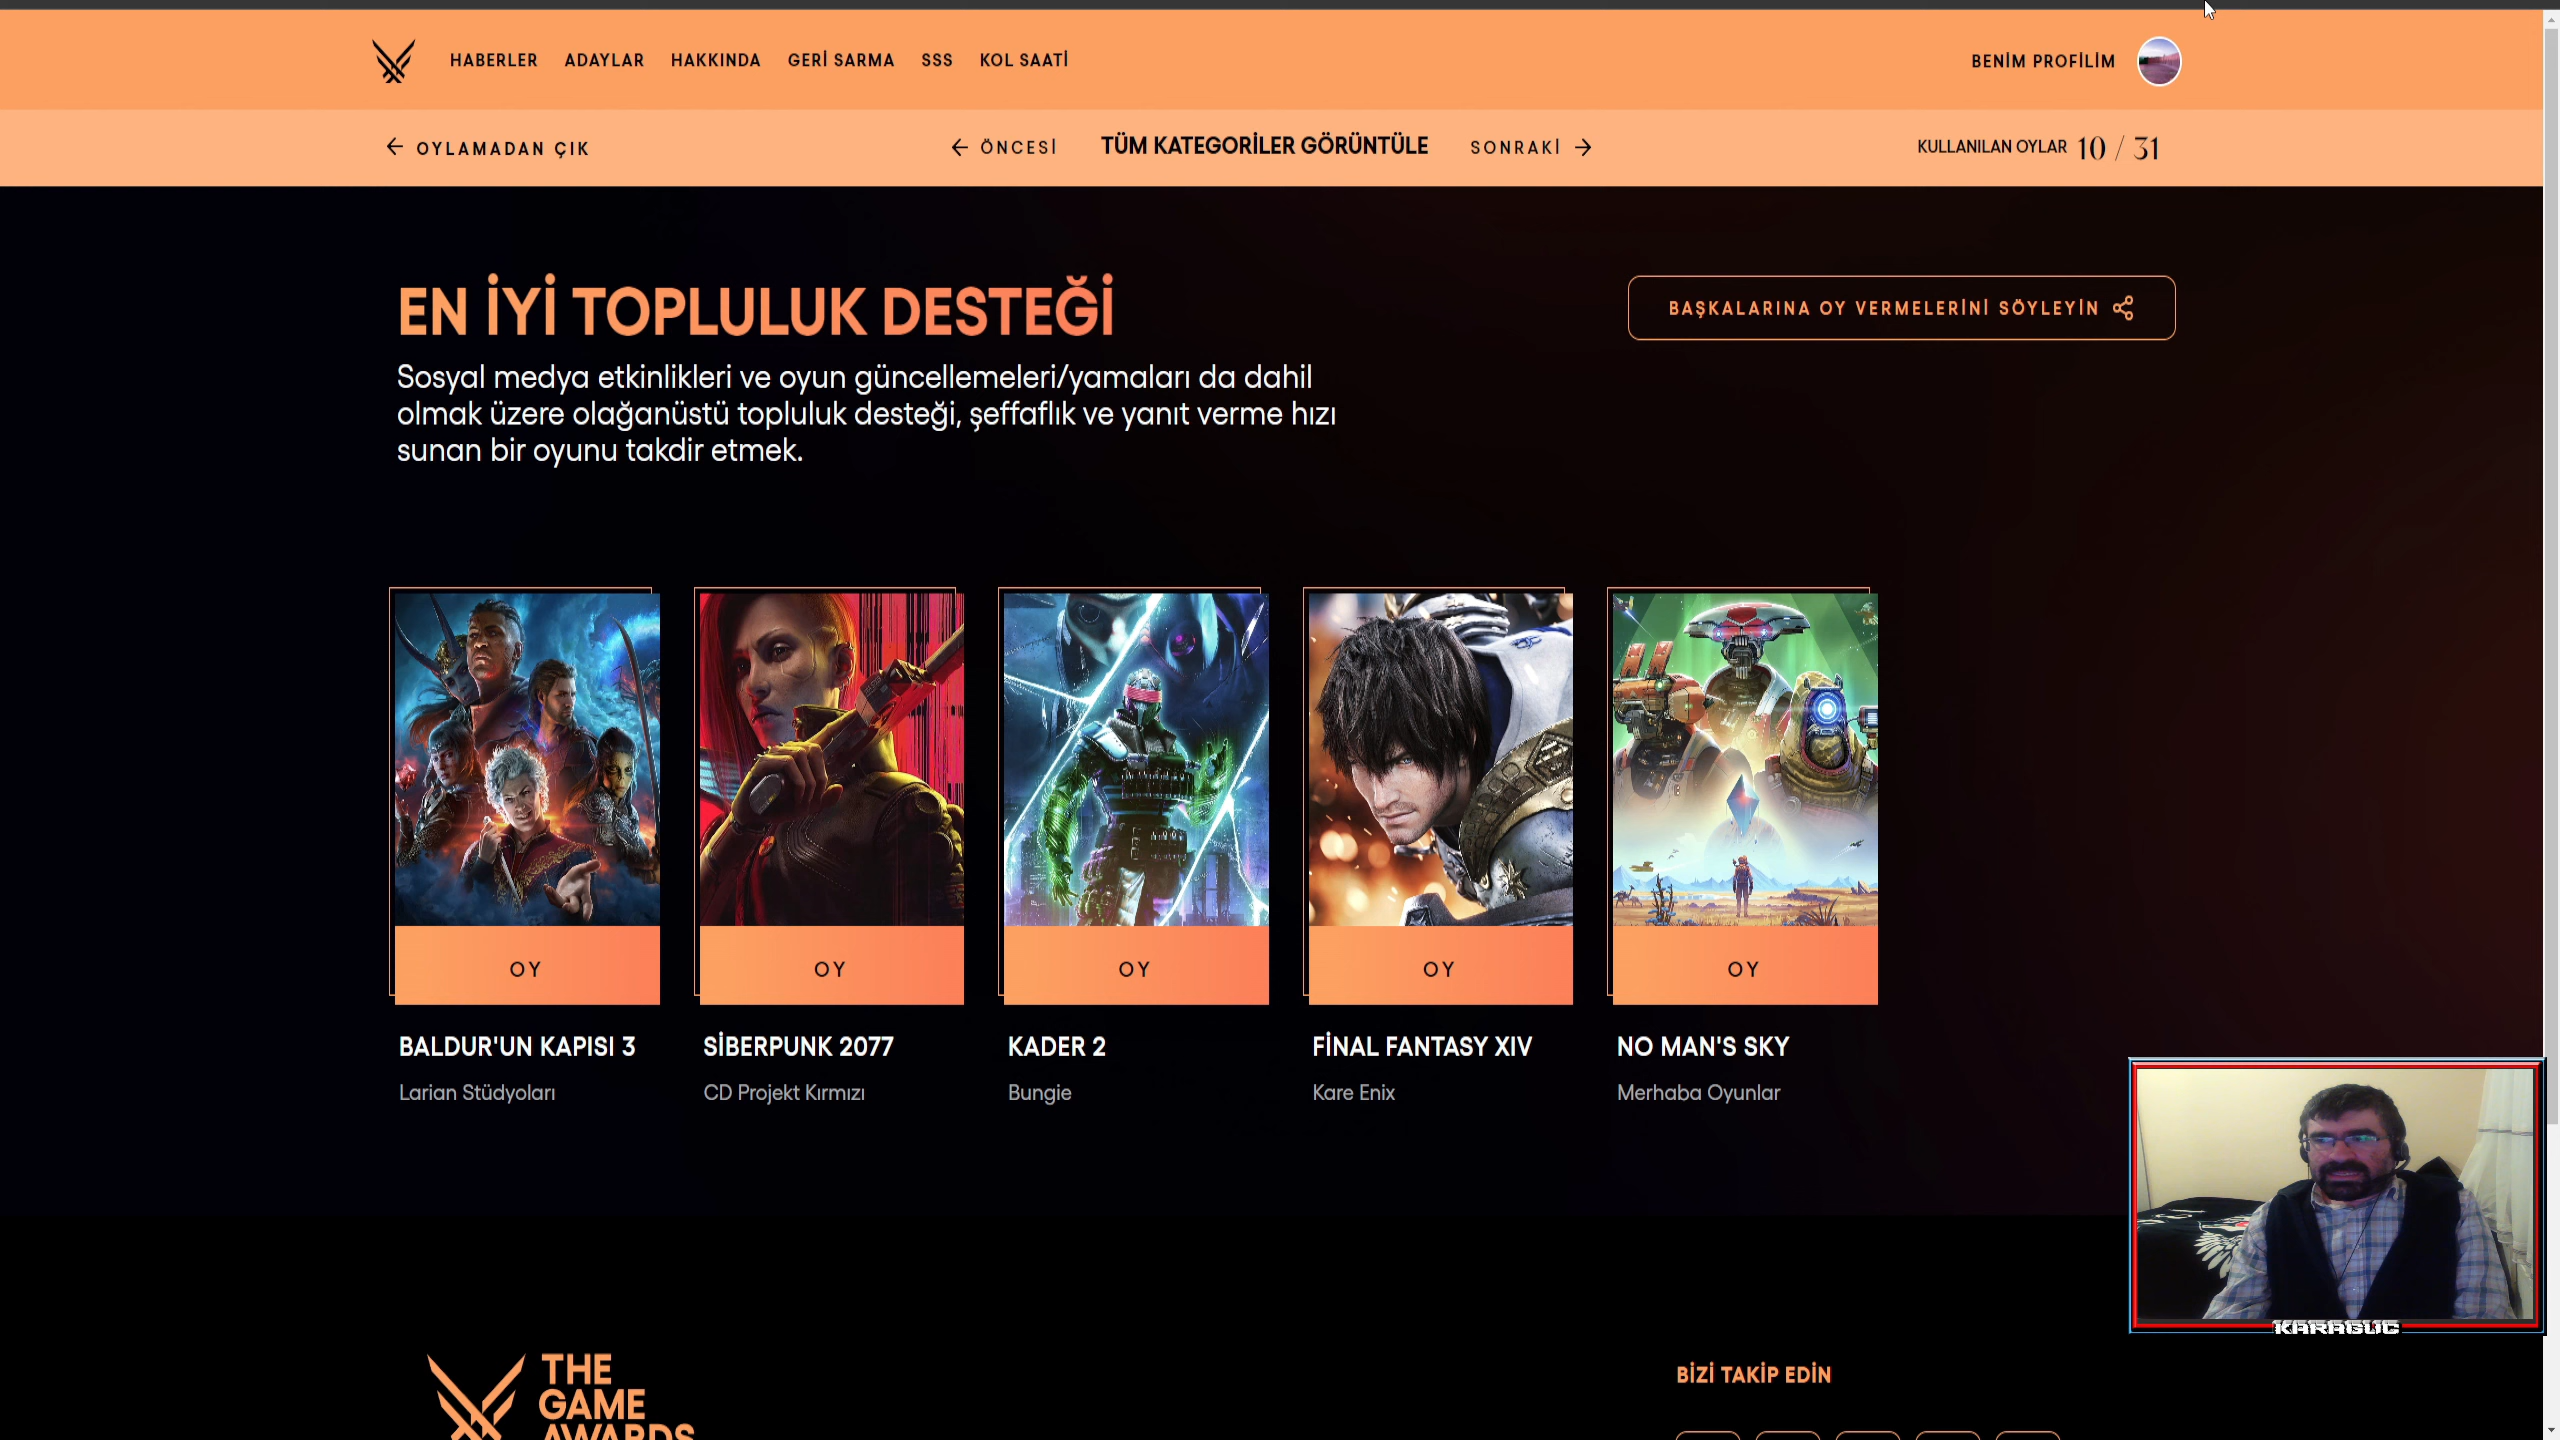 HABERLER ADAYLAR HAKKINDA GERİ SARMA SSS KOL SAATİ BENİM PROFİLİM
OYLAMADAN ÇIK ÖNCESİ TÜM KATEGORİLER GÖRÜNTÜLE SONRAKİ KULLANILAN OYLAR 10 / 31
EN İYİ TOPLULUK DESTEĞİ
BAŞKALARINA OY VERMELERİNİ SÖYLEYİN
Sosyal medya etkinlikleri ve oyun güncellemeleri/yamaları da dahil
olmak üzere olağanüstü topluluk desteği, şeffaflık ve yanıt verme hızı
sunan bir oyunu takdir etmek.
OY OY OY OY OY
BALDUR'UN KAPISI 3 SİBERPUNK 2077 KADER 2 FİNAL FANTASY XIV NO MAN'S SKY
Larian Stüdyoları CD Projekt Kırmızı Bungie Kare Enix Merhaba Oyunlar
KARAGUC
THE
GAME
AWARDS
BİZİ TAKİP EDİN